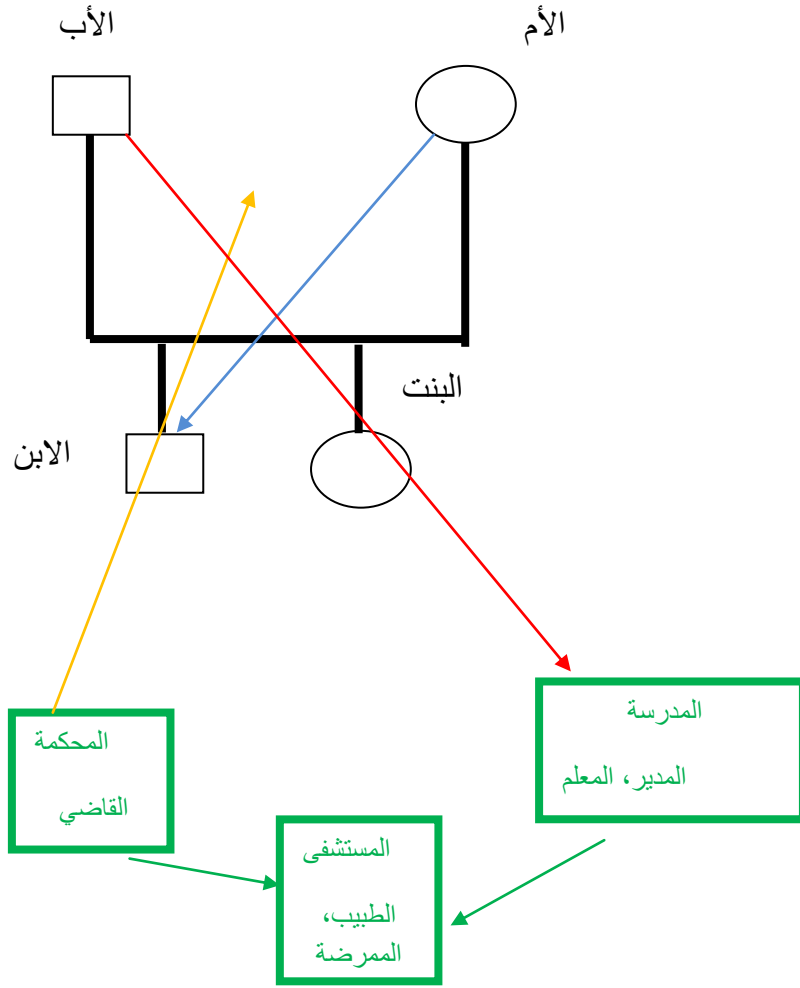 الأم
الأب
البنت
الابن
المدرسة
المدير، المعلم
المحكمة
القاضي
المستشفى
الطبيب،
الممرضة